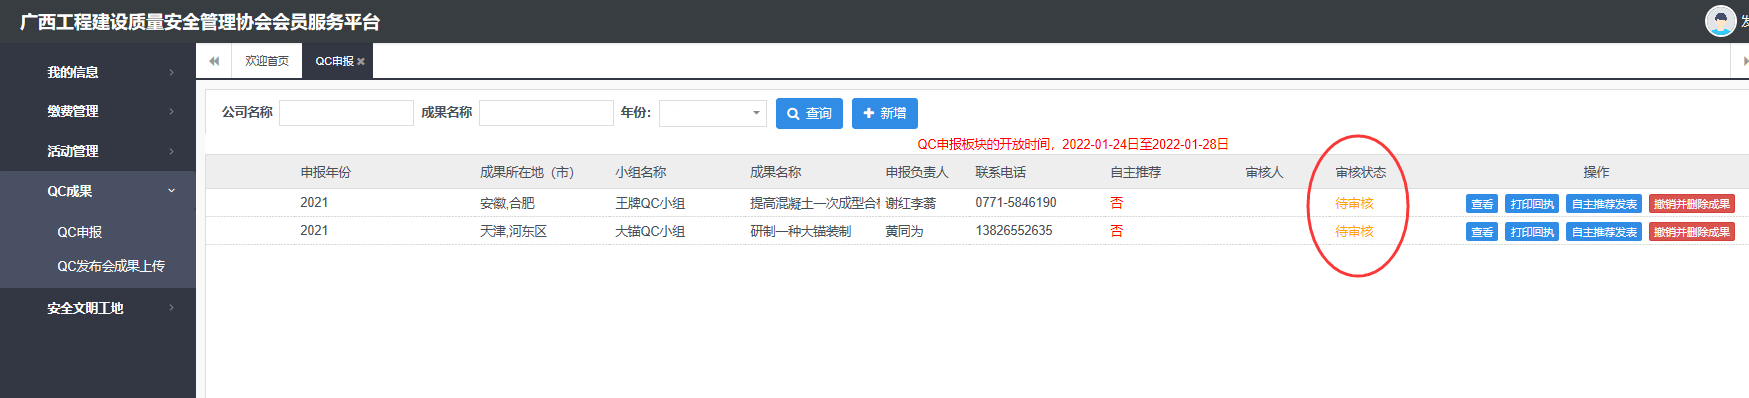 广西工程建设质量安全管理协会会员服务平台
我的信息
缴费管理
活动管理
QC成果
QC申报
QC发布会成果上传
安全文明工地
欢迎首页 QC申报
公司名称 成果名称 年份: 查询 新增
QC申报板块的开放时间，2022-01-24日至2022-01-28日
申报年份 成果所在地（市） 小组名称 成果名称 申报负责人 联系电话 自主推荐 审核人 审核状态 操作
2021 安徽,合肥 王牌QC小组 提高混凝土一次成型合格 谢红李蓊 0771-5846190 否 待审核 查看 打印回执 自主推荐发表 撤销并删除成果
2021 天津,河东区 大锚QC小组 研制一种大锚装制 黄同为 13826552635 否 待审核 查看 打印回执 自主推荐发表 撤销并删除成果